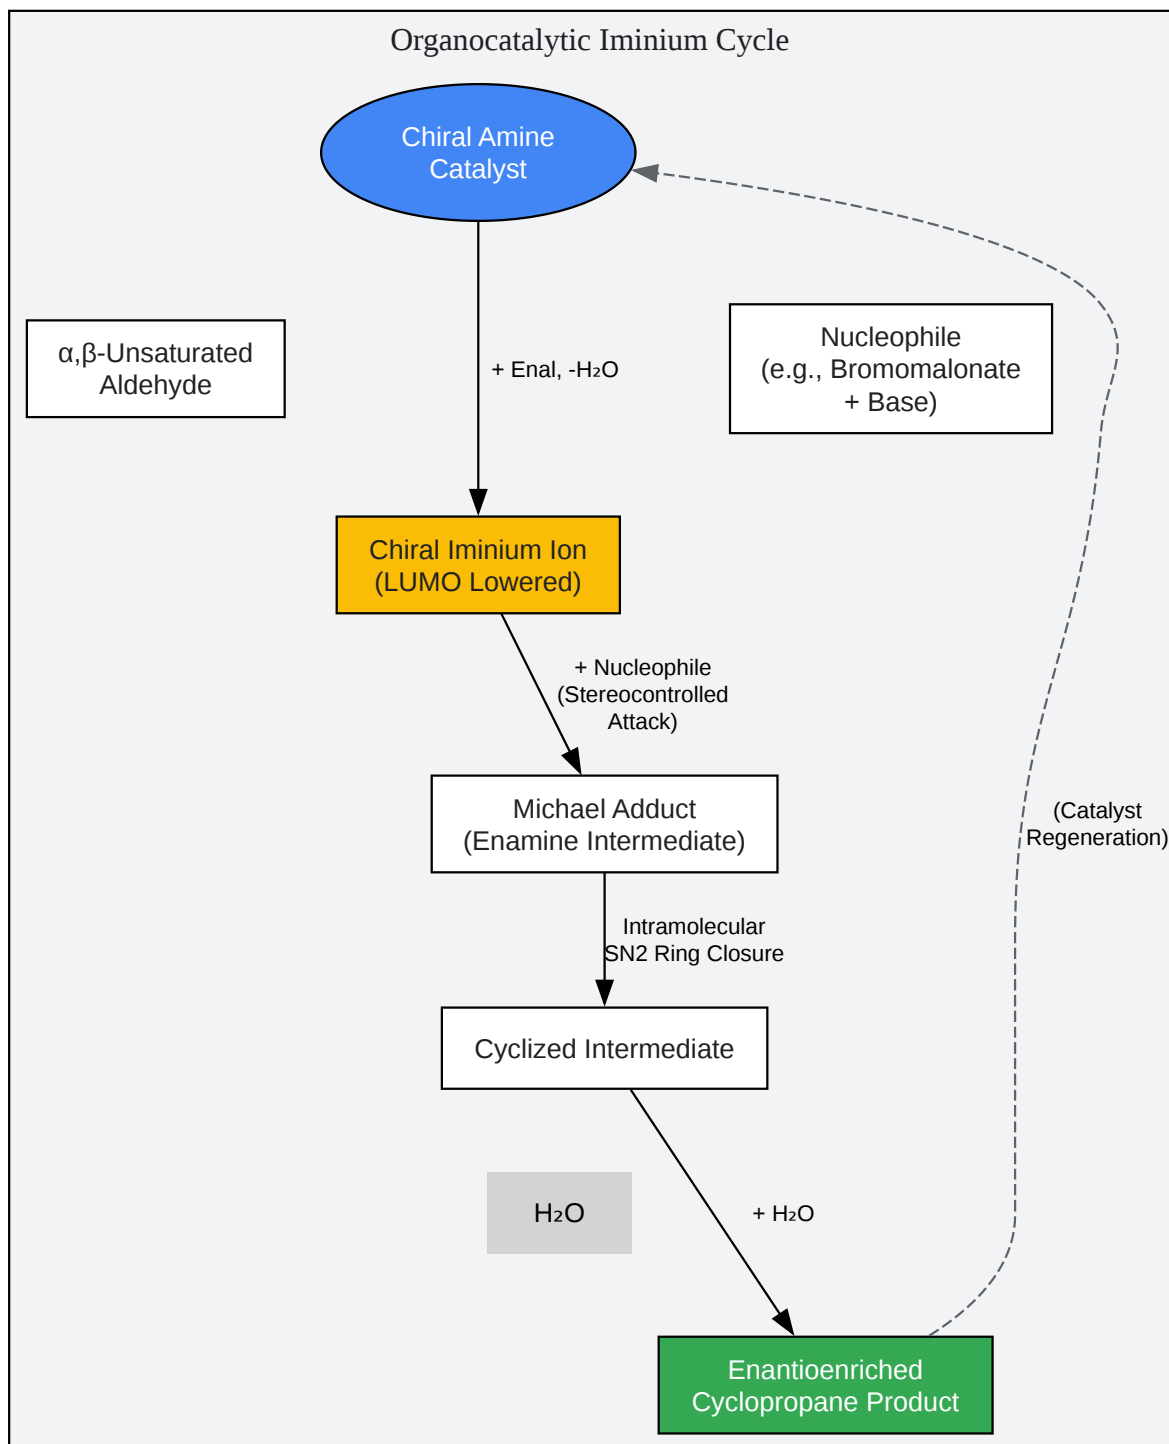 Organocatalytic Iminium Cycle
Chiral Amine
Catalyst
α,β-Unsaturated
Aldehyde
+ Enal, -H₂O
Nucleophile
(e.g., Bromomalonate
+ Base)
Chiral Iminium Ion
(LUMO Lowered)
+ Nucleophile
(Stereocontrolled
Attack)
Michael Adduct
(Enamine Intermediate)
(Catalyst
Regeneration)
Intramolecular
SN2 Ring Closure
Cyclized Intermediate
H₂O
+ H₂O
Enantioenriched
Cyclopropane Product